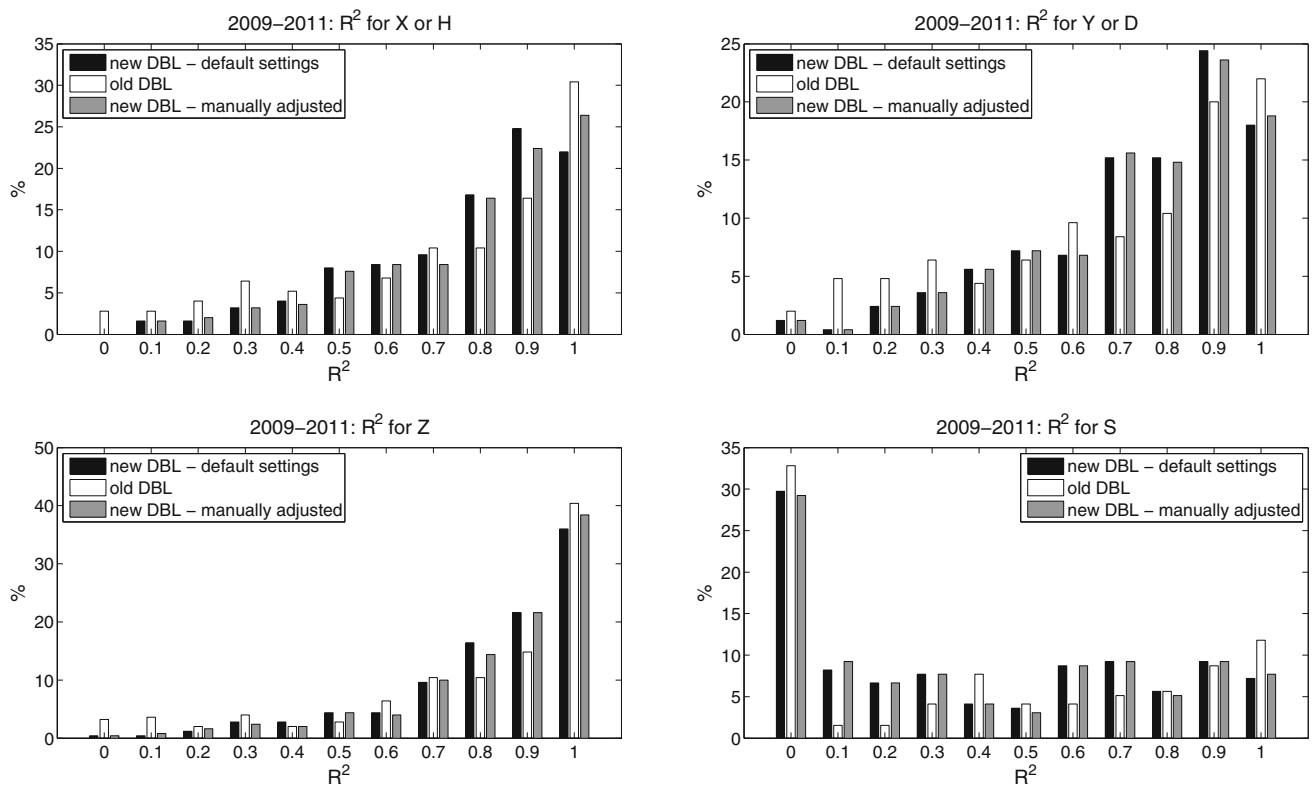 2009−2011: R² for X or H
35
30
25
20
15
10
5
0
%
new DBL − default settings
old DBL
new DBL − manually adjusted
0 0.1 0.2 0.3 0.4 0.5 0.6 0.7 0.8 0.9 1
R²
2009−2011: R² for Y or D
25
20
15
10
5
0
%
new DBL − default settings
old DBL
new DBL − manually adjusted
0 0.1 0.2 0.3 0.4 0.5 0.6 0.7 0.8 0.9 1
R²
2009−2011: R² for Z
50
40
30
20
10
0
%
new DBL − default settings
old DBL
new DBL − manually adjusted
0 0.1 0.2 0.3 0.4 0.5 0.6 0.7 0.8 0.9 1
R²
2009−2011: R² for S
35
30
25
20
15
10
5
0
%
new DBL − default settings
old DBL
new DBL − manually adjusted
0 0.1 0.2 0.3 0.4 0.5 0.6 0.7 0.8 0.9 1
R²